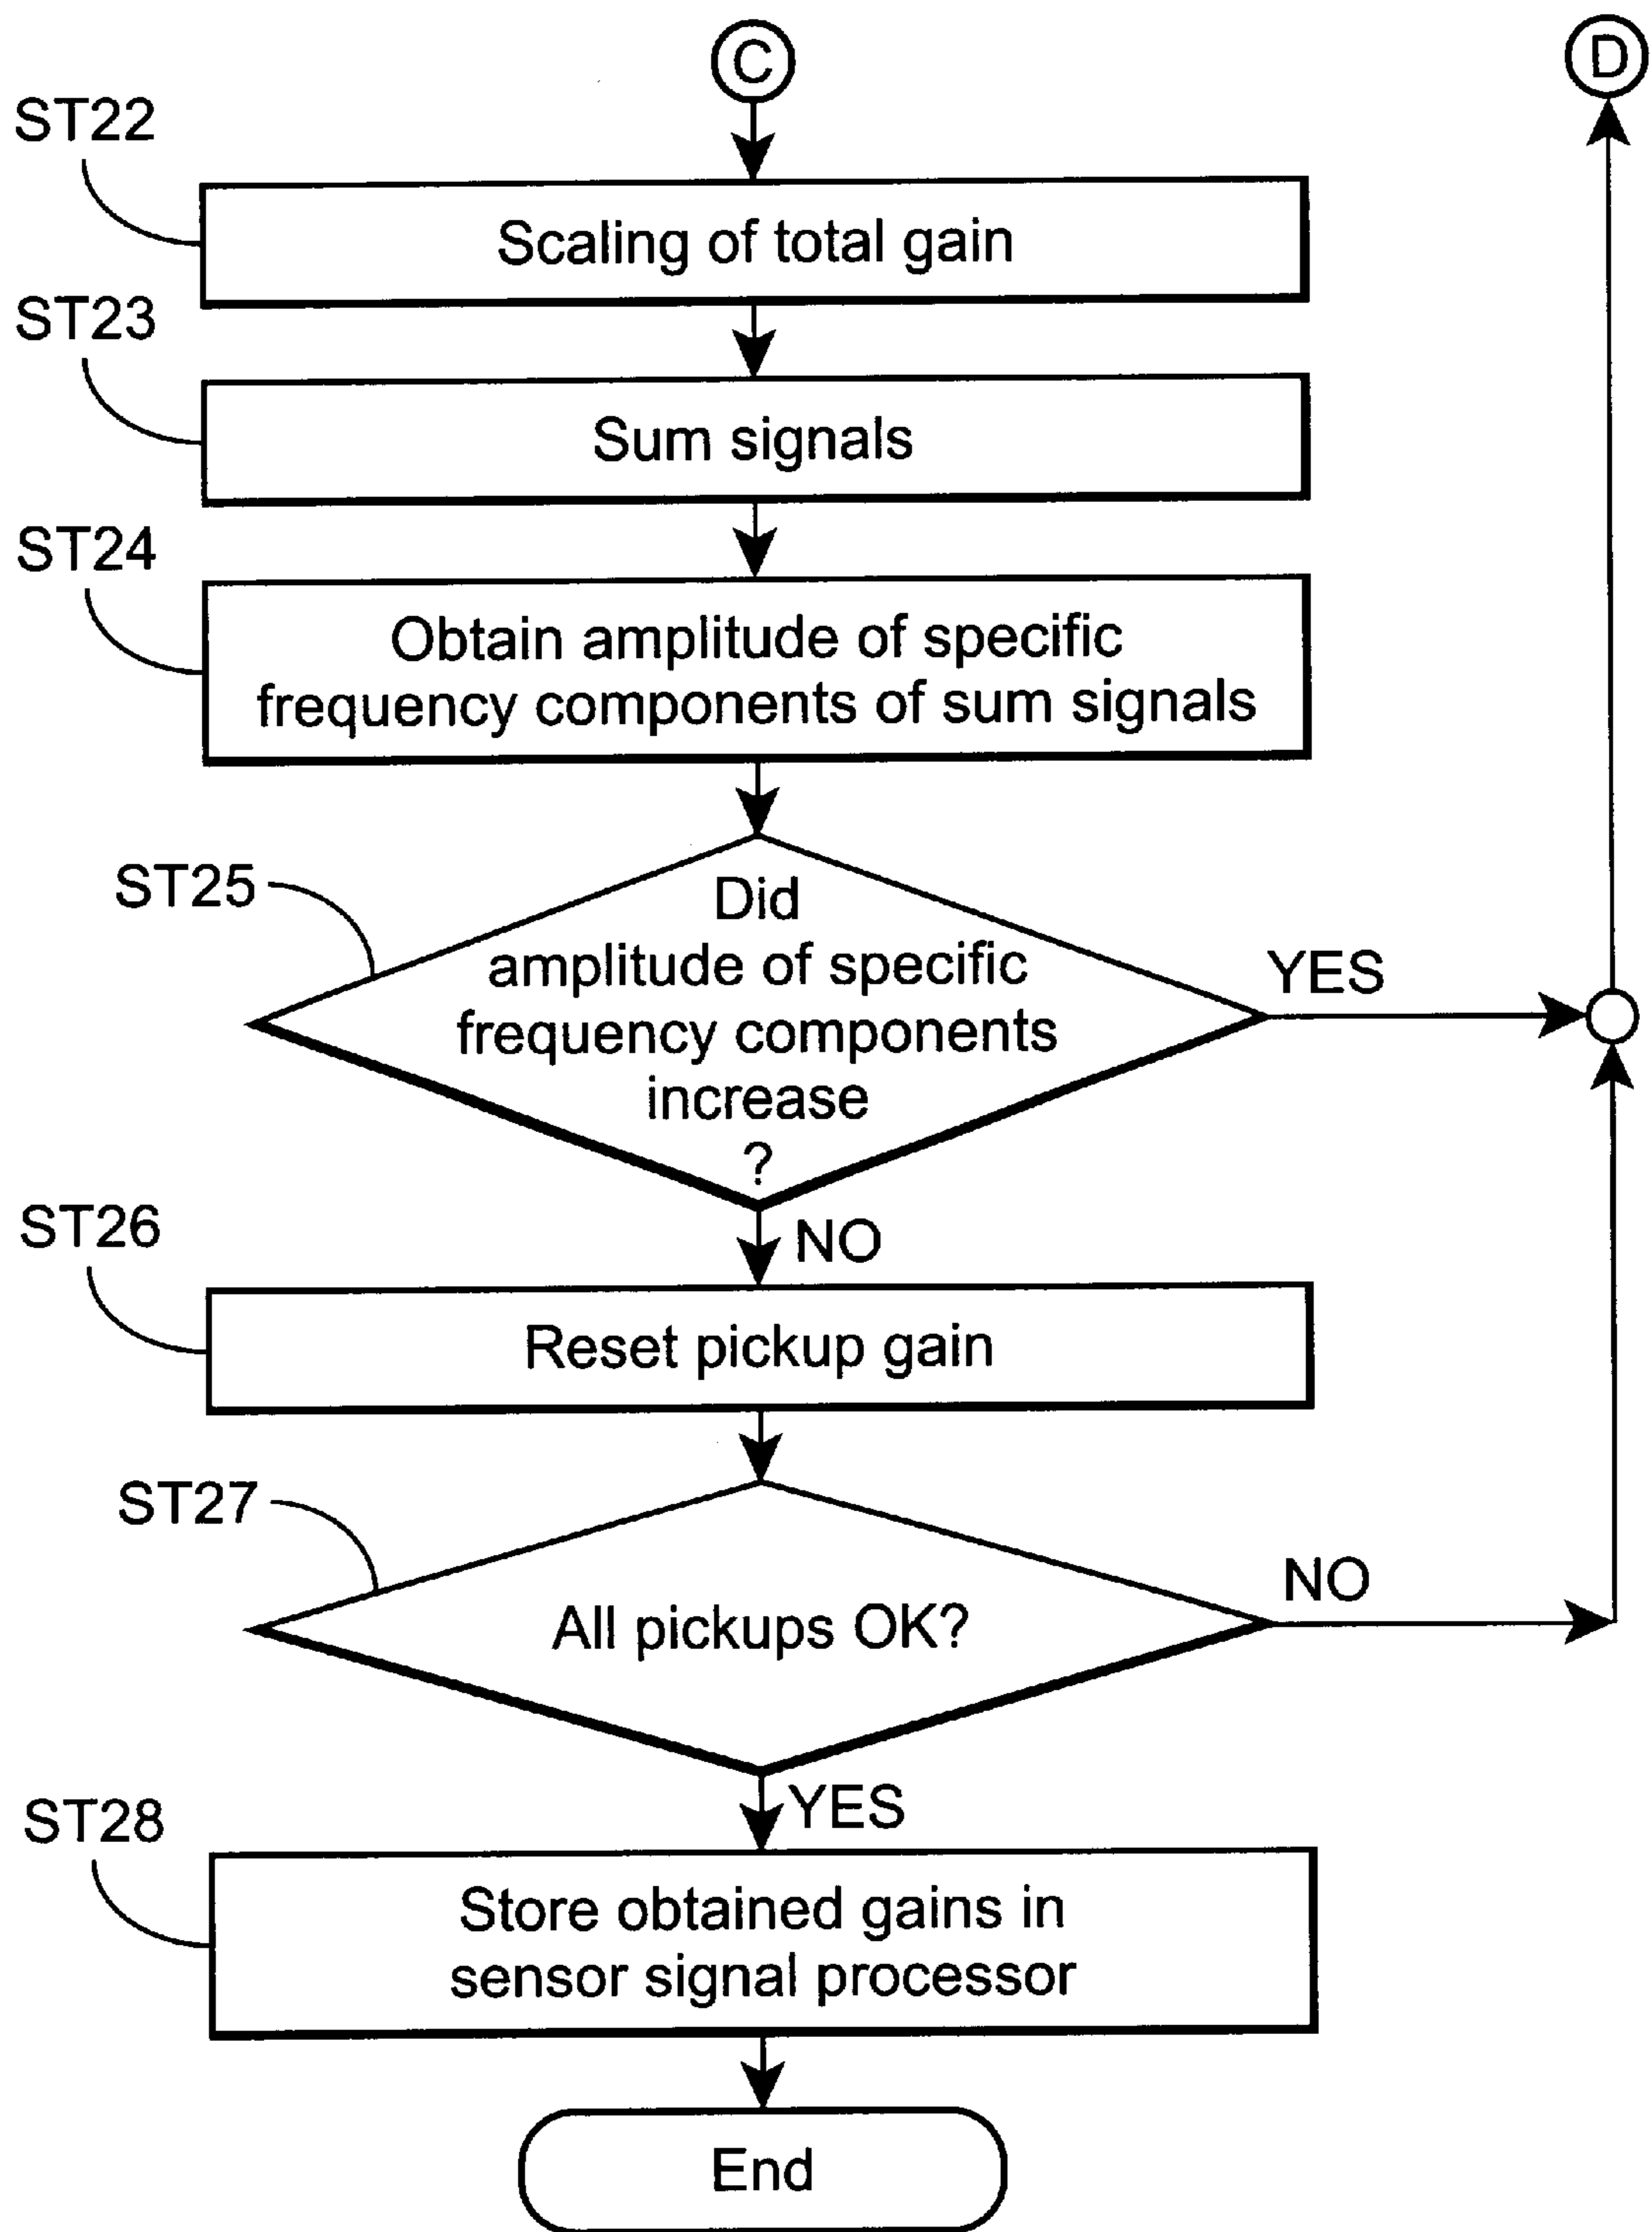 C
D
ST22
Scaling of total gain
ST23
Sum signals
ST24
Obtain amplitude of specific
frequency components of sum signals
ST25
Did
amplitude of specific
frequency components
increase
?
YES
NO
ST26
Reset pickup gain
ST27
All pickups OK?
NO
YES
ST28
Store obtained gains in
sensor signal processor
End